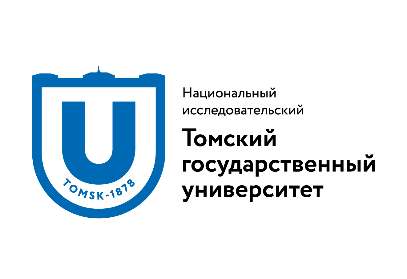 U
TOMSK-1878
Национальный
исследовательский
Томский
государственный
университет